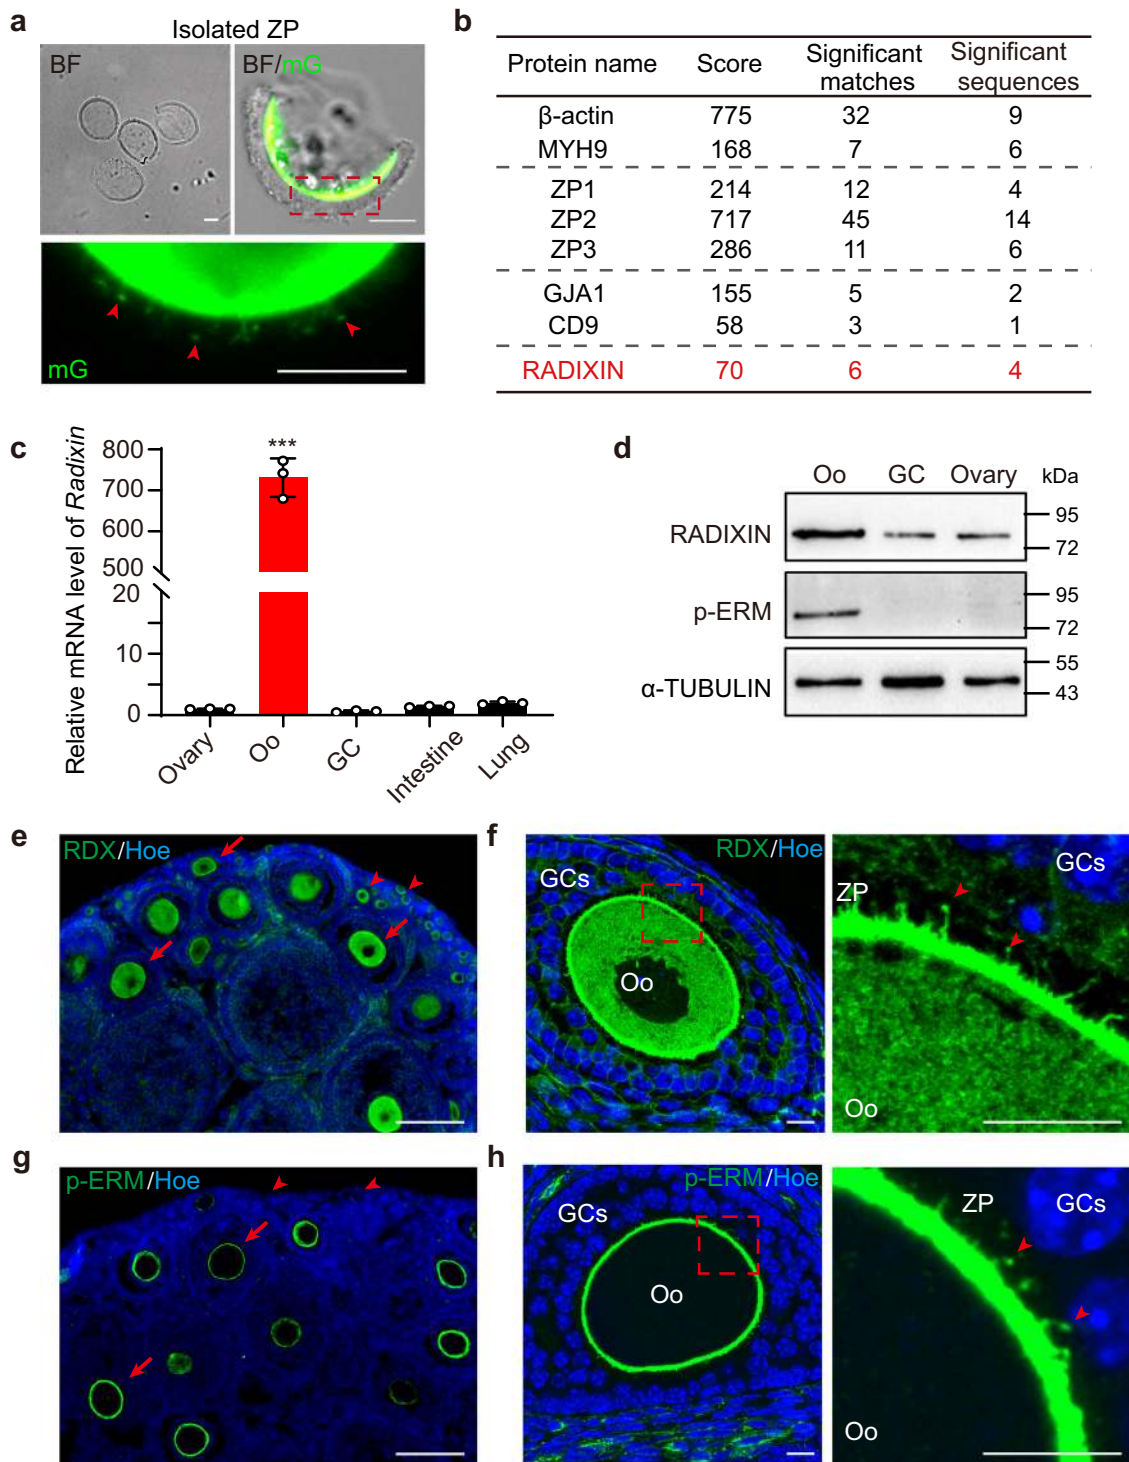 a
Isolated ZP
BF
BF/mG
mG
b
Protein name Score Significant matches Significant sequences
β-actin 775 32 9
MYH9 168 7 6
ZP1 214 12 4
ZP2 717 45 14
ZP3 286 11 6
GJA1 155 5 2
CD9 58 3 1
RADIXIN 70 6 4
c
Relative mRNA level of Radixin
800
700
600
500
20
10
0
***
Ovary
Oo
GC
Intestine
Lung
d
Oo GC Ovary kDa
RADIXIN
95
72
p-ERM
95
72
α-TUBULIN
55
43
e
RDX/Hoe
f
RDX/Hoe
GCs
Oo
GCs
ZP
Oo
g
p-ERM/Hoe
h
p-ERM/Hoe
GCs
Oo
ZP
GCs
Oo